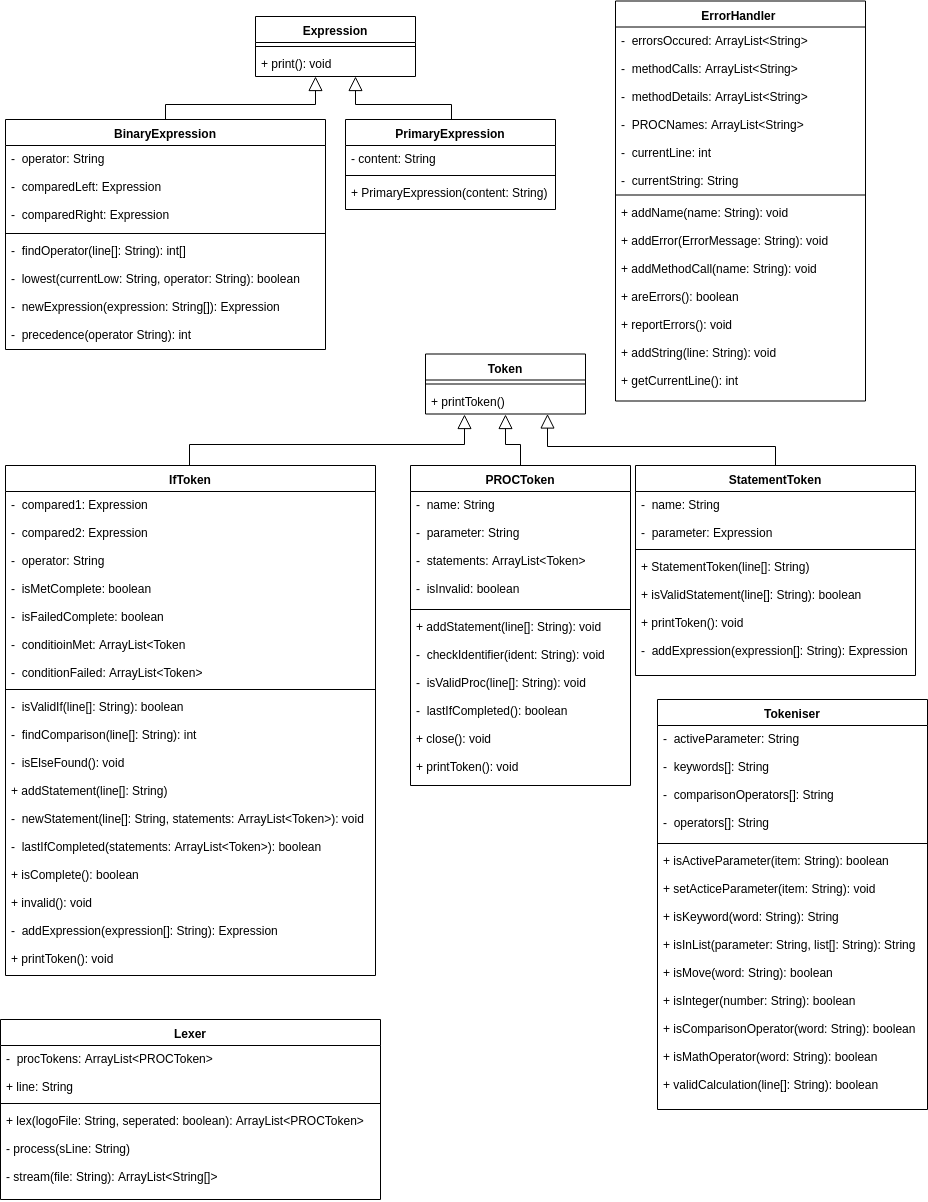 Expression
+ print(): void
ErrorHandler
- errorsOccured: ArrayList<String>
- methodCalls: ArrayList<String>
- methodDetails: ArrayList<String>
- PROCNames: ArrayList<String>
- currentLine: int
- currentString: String
+ addName(name: String): void
+ addError(ErrorMessage: String): void
+ addMethodCall(name: String): void
+ areErrors(): boolean
+ reportErrors(): void
+ addString(line: String): void
+ getCurrentLine(): int
BinaryExpression
- operator: String
- comparedLeft: Expression
- comparedRight: Expression
- findOperator(line[]: String): int[]
- lowest(currentLow: String, operator: String): boolean
- newExpression(expression: String[]): Expression
- precedence(operator String): int
PrimaryExpression
- content: String
+ PrimaryExpression(content: String)
Token
+ printToken()
IfToken
- compared1: Expression
- compared2: Expression
- operator: String
- isMetComplete: boolean
- isFailedComplete: boolean
- conditioinMet: ArrayList<Token
- conditionFailed: ArrayList<Token>
- isValidIf(line[]: String): boolean
- findComparison(line[]: String): int
- isElseFound(): void
+ addStatement(line[]: String)
- newStatement(line[]: String, statements: ArrayList<Token>): void
- lastIfCompleted(statements: ArrayList<Token>): boolean
+ isComplete(): boolean
+ invalid(): void
- addExpression(expression[]: String): Expression
+ printToken(): void
PROCToken
- name: String
- parameter: String
- statements: ArrayList<Token>
- isInvalid: boolean
+ addStatement(line[]: String): void
- checkIdentifier(ident: String): void
- isValidProc(line[]: String): void
- lastIfCompleted(): boolean
+ close(): void
+ printToken(): void
StatementToken
- name: String
- parameter: Expression
+ StatementToken(line[]: String)
+ isValidStatement(line[]: String): boolean
+ printToken(): void
- addExpression(expression[]: String): Expression
Tokeniser
- activeParameter: String
- keywords[]: String
- comparisonOperators[]: String
- operators[]: String
+ isActiveParameter(item: String): boolean
+ setActiceParameter(item: String): void
+ isKeyword(word: String): String
+ isInList(parameter: String, list[]: String): String
+ isMove(word: String): boolean
+ isInteger(number: String): boolean
+ isComparisonOperator(word: String): boolean
+ isMathOperator(word: String): boolean
+ validCalculation(line[]: String): boolean
Lexer
- procTokens: ArrayList<PROCToken>
+ line: String
+ lex(logoFile: String, seperated: boolean): ArrayList<PROCToken>
- process(sLine: String)
- stream(file: String): ArrayList<String[]>